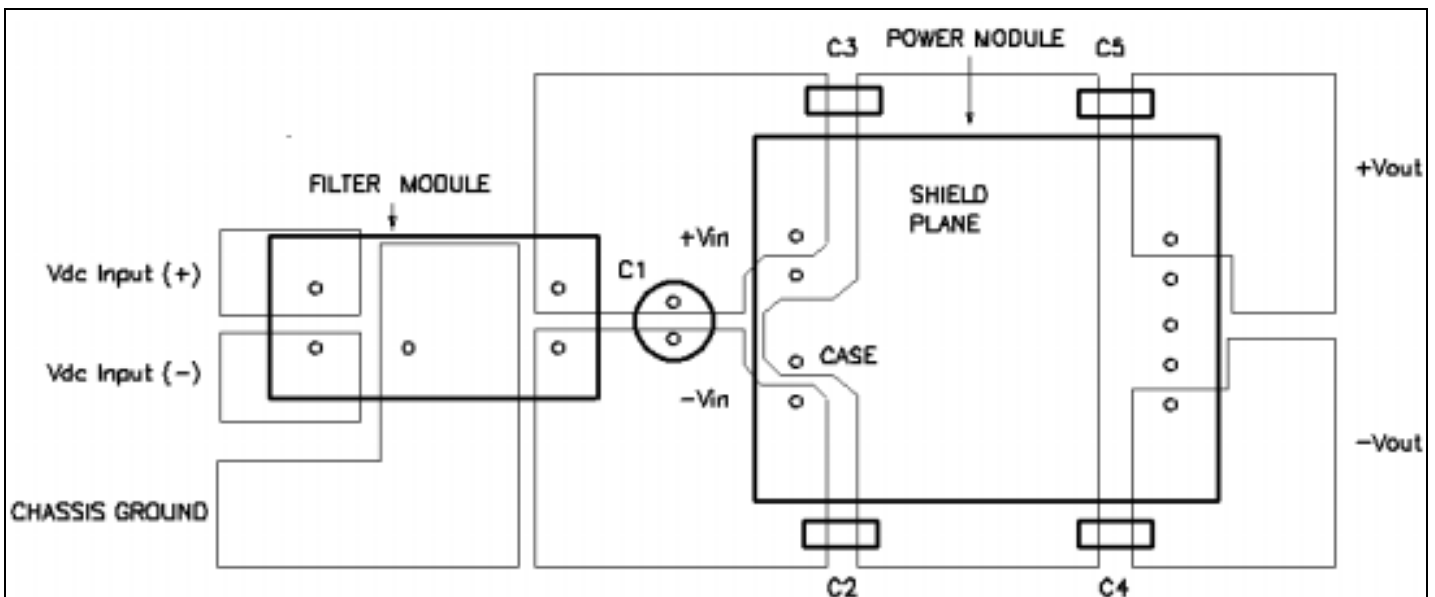 C3
POWER MODULE
C5
+Vout
FILTER MODULE
SHIELD
PLANE
+Vin
Vdc Input (+)
C1
CASE
Vdc Input (-)
-Vin
-Vout
CHASSIS GROUND
C2
C4